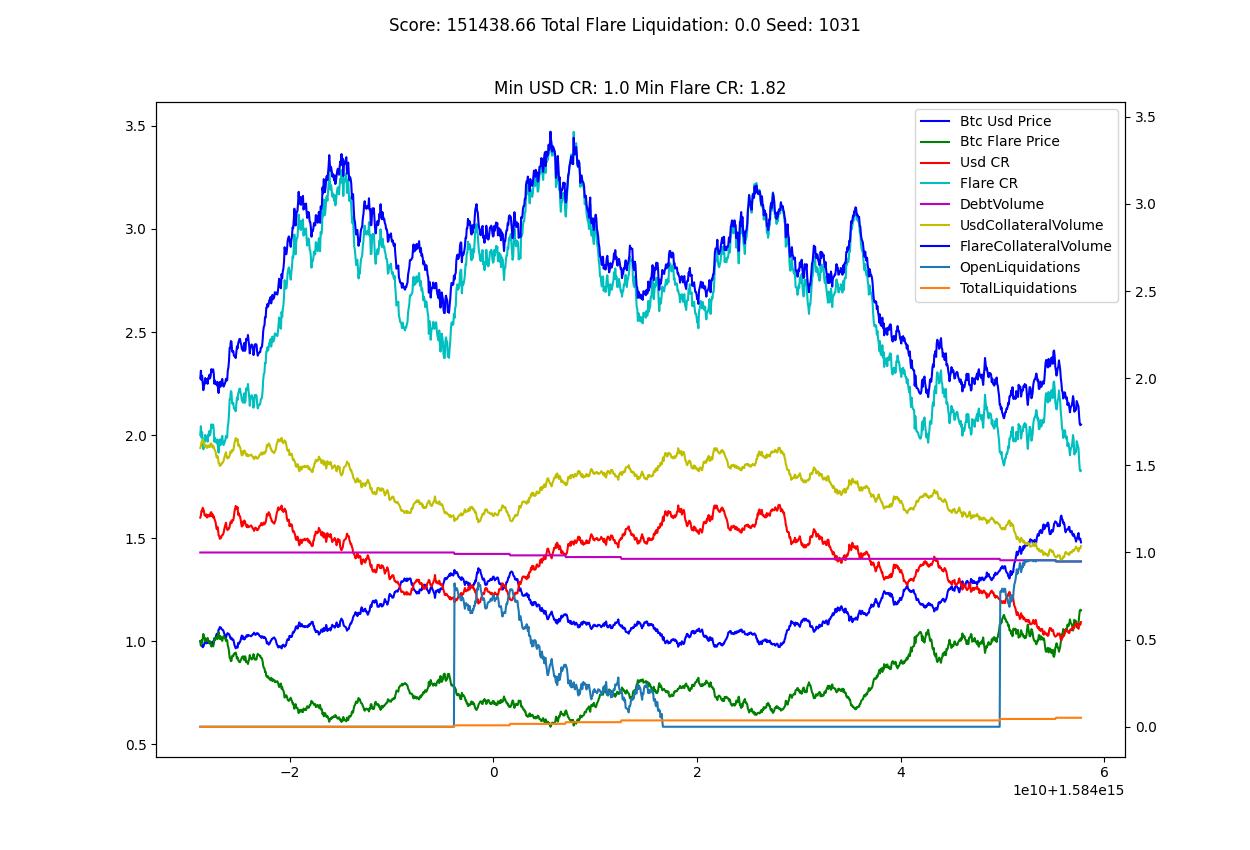 Score: 151438.66 Total Flare Liquidation: 0.0 Seed: 1031
Min USD CR: 1.0 Min Flare CR: 1.82
3.5
3.0
2.5
2.0
1.5
1.0
0.5
Btc Usd Price
Btc Flare Price
Usd CR
Flare CR
DebtVolume
UsdCollateralVolume
FlareCollateralVolume
OpenLiquidations
TotalLiquidations
3.5
3.0
2.5
2.0
1.5
1.0
0.5
0.0
−2 0 2 4 6
1e10+1.584e15